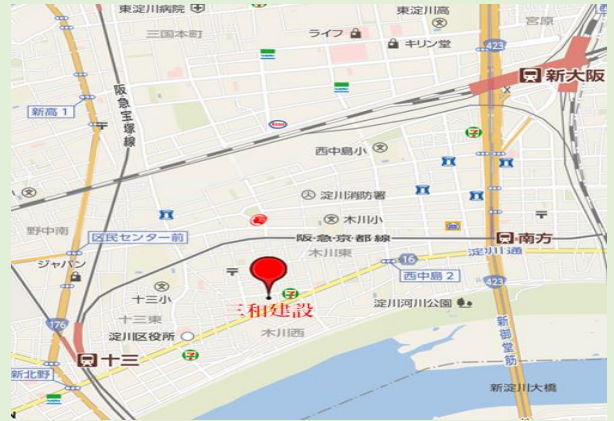 東淀川病院
東淀川高
宮原
三国本町
ライフ
キリン堂
423
新大阪
阪急宝塚線
新高1
Esso
西中島小
7
淀川消防署
木川小
野中南
区民センター前
阪急京都線
南方
木川東
淀川通
ジャパン
16
西中島2
423
十三小
7
三和建設
淀川河川公園
176
十三東
淀川区役所
木川西
7
新御堂筋
十三
新北野
新淀川大橋
N